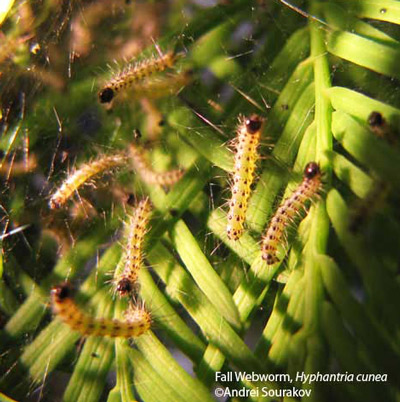 Fall Webworm, Hyphantria cunea
©Andrei Sourakov